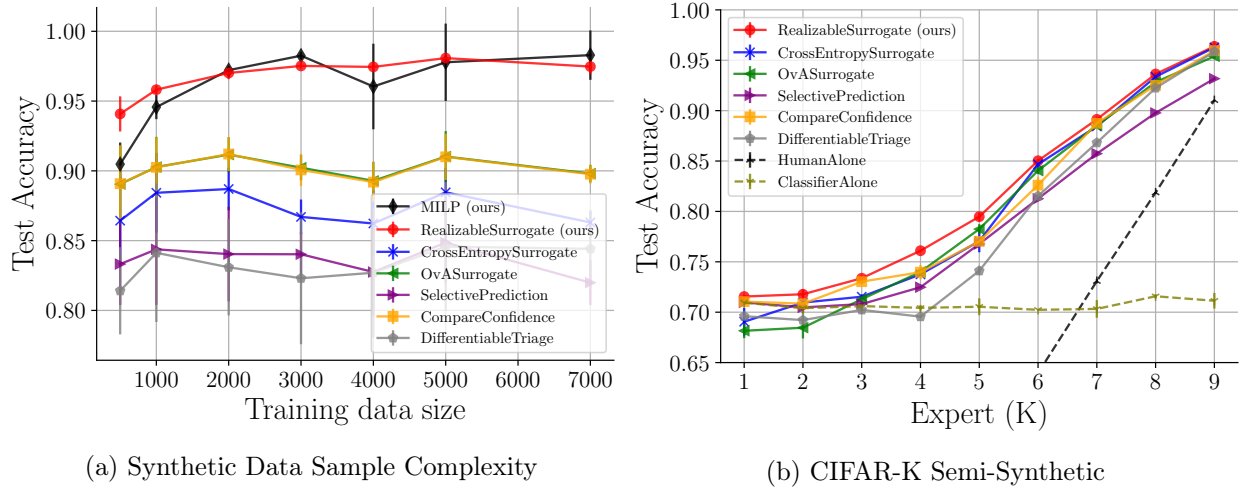 1.00
0.95
0.90
0.85
0.80
Test Accuracy
MILP (ours)
RealizableSurrogate (ours)
CrossEntropySurrogate
OvASurrogate
SelectivePrediction
CompareConfidence
DifferentiableTriage
1000 2000 3000 4000 5000 6000 7000
Training data size
(a) Synthetic Data Sample Complexity
1.00
0.95
0.90
0.85
0.80
0.75
0.70
0.65
Test Accuracy
RealizableSurrogate (ours)
CrossEntropySurrogate
OvASurrogate
SelectivePrediction
CompareConfidence
DifferentiableTriage
HumanAlone
ClassifierAlone
1 2 3 4 5 6 7 8 9
Expert (K)
(b) CIFAR-K Semi-Synthetic